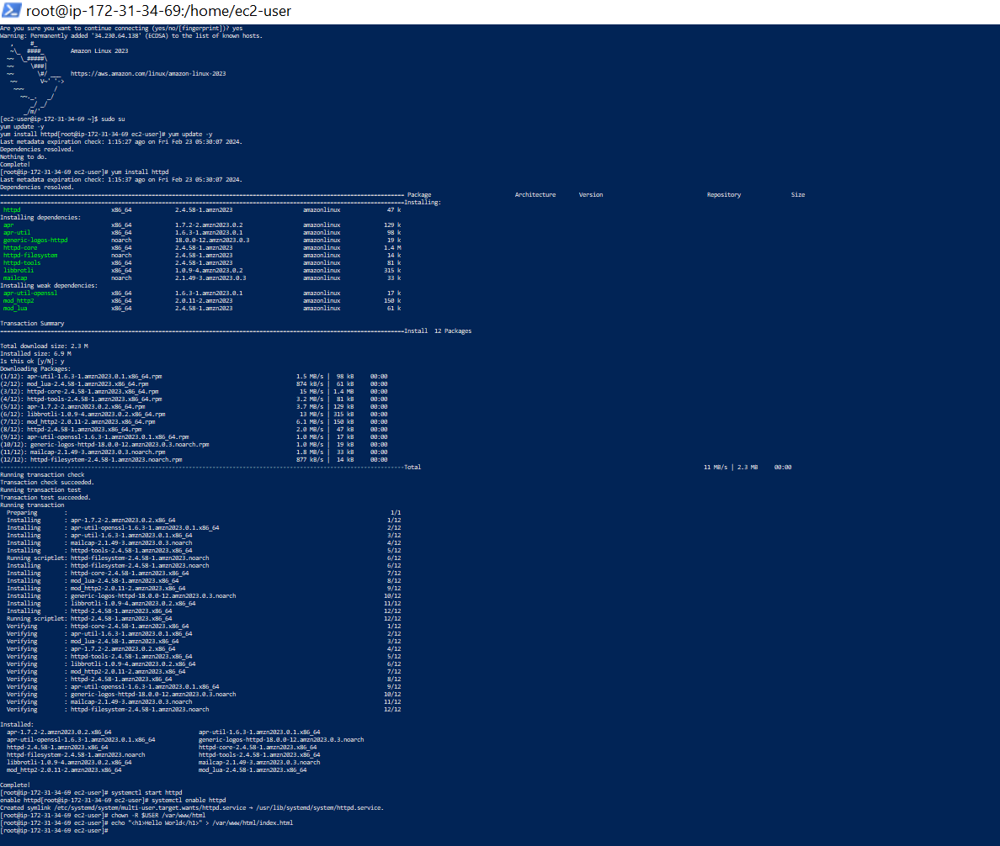 root@ip-172-31-34-69:/home/ec2-user
Are you sure you want to continue connecting (yes/no/[fingerprint])? yes
Warning: Permanently added '34.230.64.138' (ECDSA) to the list of known hosts.
   ,     #_
   ~\_  ####_        Amazon Linux 2023
  ~~  \_#####\
  ~~     \###|
  ~~       \#/ ___   https://aws.amazon.com/linux/amazon-linux-2023
   ~~       V~' '->
    ~~~         /
      ~~._.   _/
         _/ _/
       _/m/'
[ec2-user@ip-172-31-34-69 ~]$ sudo su
yum update -y
yum install httpd[root@ip-172-31-34-69 ec2-user]# yum update -y
Last metadata expiration check: 1:15:27 ago on Fri Feb 23 05:30:07 2024.
Dependencies resolved.
Nothing to do.
Complete!
[root@ip-172-31-34-69 ec2-user]# yum install httpd
Last metadata expiration check: 1:15:37 ago on Fri Feb 23 05:30:07 2024.
Dependencies resolved.
Package Architecture Version Repository Size
Installing:
httpd x86_64 2.4.58-1.amzn2023 amazonlinux 47 k
Installing dependencies:
apr x86_64 1.7.2-2.amzn2023.0.2 amazonlinux 129 k
apr-util x86_64 1.6.3-1.amzn2023.0.1 amazonlinux 98 k
generic-logos-httpd noarch 18.0.0-12.amzn2023.0.3 amazonlinux 19 k
httpd-core x86_64 2.4.58-1.amzn2023 amazonlinux 1.4 M
httpd-filesystem noarch 2.4.58-1.amzn2023 amazonlinux 14 k
httpd-tools x86_64 2.4.58-1.amzn2023 amazonlinux 81 k
libbrotli x86_64 1.0.9-4.amzn2023.0.2 amazonlinux 315 k
mailcap noarch 2.1.49-3.amzn2023.0.3 amazonlinux 33 k
Installing weak dependencies:
apr-util-openssl x86_64 1.6.3-1.amzn2023.0.1 amazonlinux 17 k
mod_http2 x86_64 2.0.11-2.amzn2023 amazonlinux 150 k
mod_lua x86_64 2.4.58-1.amzn2023 amazonlinux 61 k
Transaction Summary
Install 12 Packages
Total download size: 2.3 M
Installed size: 6.9 M
Is this ok [y/N]: y
Downloading Packages:
(1/12): apr-util-1.6.3-1.amzn2023.0.1.x86_64.rpm 1.5 MB/s | 98 kB 00:00
(2/12): mod_lua-2.4.58-1.amzn2023.x86_64.rpm 874 kB/s | 61 kB 00:00
(3/12): httpd-core-2.4.58-1.amzn2023.x86_64.rpm 15 MB/s | 1.4 MB 00:00
(4/12): httpd-tools-2.4.58-1.amzn2023.x86_64.rpm 3.2 MB/s | 81 kB 00:00
(5/12): apr-1.7.2-2.amzn2023.0.2.x86_64.rpm 3.7 MB/s | 129 kB 00:00
(6/12): libbrotli-1.0.9-4.amzn2023.0.2.x86_64.rpm 13 MB/s | 315 kB 00:00
(7/12): mod_http2-2.0.11-2.amzn2023.x86_64.rpm 6.1 MB/s | 150 kB 00:00
(8/12): httpd-2.4.58-1.amzn2023.x86_64.rpm 2.0 MB/s | 47 kB 00:00
(9/12): apr-util-openssl-1.6.3-1.amzn2023.0.1.x86_64.rpm 1.0 MB/s | 17 kB 00:00
(10/12): generic-logos-httpd-18.0.0-12.amzn2023.0.3.noarch.rpm 1.0 MB/s | 19 kB 00:00
(11/12): mailcap-2.1.49-3.amzn2023.0.3.noarch.rpm 1.8 MB/s | 33 kB 00:00
(12/12): httpd-filesystem-2.4.58-1.amzn2023.noarch.rpm 877 kB/s | 14 kB 00:00
Total 11 MB/s | 2.3 MB 00:00
Running transaction check
Transaction check succeeded.
Running transaction test
Transaction test succeeded.
Running transaction
Preparing : 1/1
Installing : apr-1.7.2-2.amzn2023.0.2.x86_64 1/12
Installing : apr-util-openssl-1.6.3-1.amzn2023.0.1.x86_64 2/12
Installing : apr-util-1.6.3-1.amzn2023.0.1.x86_64 3/12
Installing : mailcap-2.1.49-3.amzn2023.0.3.noarch 4/12
Installing : httpd-tools-2.4.58-1.amzn2023.x86_64 5/12
Running scriptlet: httpd-filesystem-2.4.58-1.amzn2023.noarch 6/12
Installing : httpd-filesystem-2.4.58-1.amzn2023.noarch 6/12
Installing : httpd-core-2.4.58-1.amzn2023.x86_64 7/12
Installing : mod_lua-2.4.58-1.amzn2023.x86_64 8/12
Installing : mod_http2-2.0.11-2.amzn2023.x86_64 9/12
Installing : generic-logos-httpd-18.0.0-12.amzn2023.0.3.noarch 10/12
Installing : libbrotli-1.0.9-4.amzn2023.0.2.x86_64 11/12
Installing : httpd-2.4.58-1.amzn2023.x86_64 12/12
Running scriptlet: httpd-2.4.58-1.amzn2023.x86_64 12/12
Verifying : httpd-core-2.4.58-1.amzn2023.x86_64 1/12
Verifying : apr-util-1.6.3-1.amzn2023.0.1.x86_64 2/12
Verifying : mod_lua-2.4.58-1.amzn2023.x86_64 3/12
Verifying : apr-1.7.2-2.amzn2023.0.2.x86_64 4/12
Verifying : httpd-tools-2.4.58-1.amzn2023.x86_64 5/12
Verifying : libbrotli-1.0.9-4.amzn2023.0.2.x86_64 6/12
Verifying : mod_http2-2.0.11-2.amzn2023.x86_64 7/12
Verifying : httpd-2.4.58-1.amzn2023.x86_64 8/12
Verifying : apr-util-openssl-1.6.3-1.amzn2023.0.1.x86_64 9/12
Verifying : generic-logos-httpd-18.0.0-12.amzn2023.0.3.noarch 10/12
Verifying : mailcap-2.1.49-3.amzn2023.0.3.noarch 11/12
Verifying : httpd-filesystem-2.4.58-1.amzn2023.noarch 12/12
Installed:
apr-1.7.2-2.amzn2023.0.2.x86_64 apr-util-1.6.3-1.amzn2023.0.1.x86_64
apr-util-openssl-1.6.3-1.amzn2023.0.1.x86_64 generic-logos-httpd-18.0.0-12.amzn2023.0.3.noarch
httpd-2.4.58-1.amzn2023.x86_64 httpd-core-2.4.58-1.amzn2023.x86_64
httpd-filesystem-2.4.58-1.amzn2023.noarch httpd-tools-2.4.58-1.amzn2023.x86_64
libbrotli-1.0.9-4.amzn2023.0.2.x86_64 mailcap-2.1.49-3.amzn2023.0.3.noarch
mod_http2-2.0.11-2.amzn2023.x86_64 mod_lua-2.4.58-1.amzn2023.x86_64
Complete!
[root@ip-172-31-34-69 ec2-user]# systemctl start httpd
enable httpd[root@ip-172-31-34-69 ec2-user]# systemctl enable httpd
Created symlink /etc/systemd/system/multi-user.target.wants/httpd.service → /usr/lib/systemd/system/httpd.service.
[root@ip-172-31-34-69 ec2-user]# chown -R $USER /var/www/html
[root@ip-172-31-34-69 ec2-user]# echo "<h1>Hello World</h1>" > /var/www/html/index.html
[root@ip-172-31-34-69 ec2-user]#